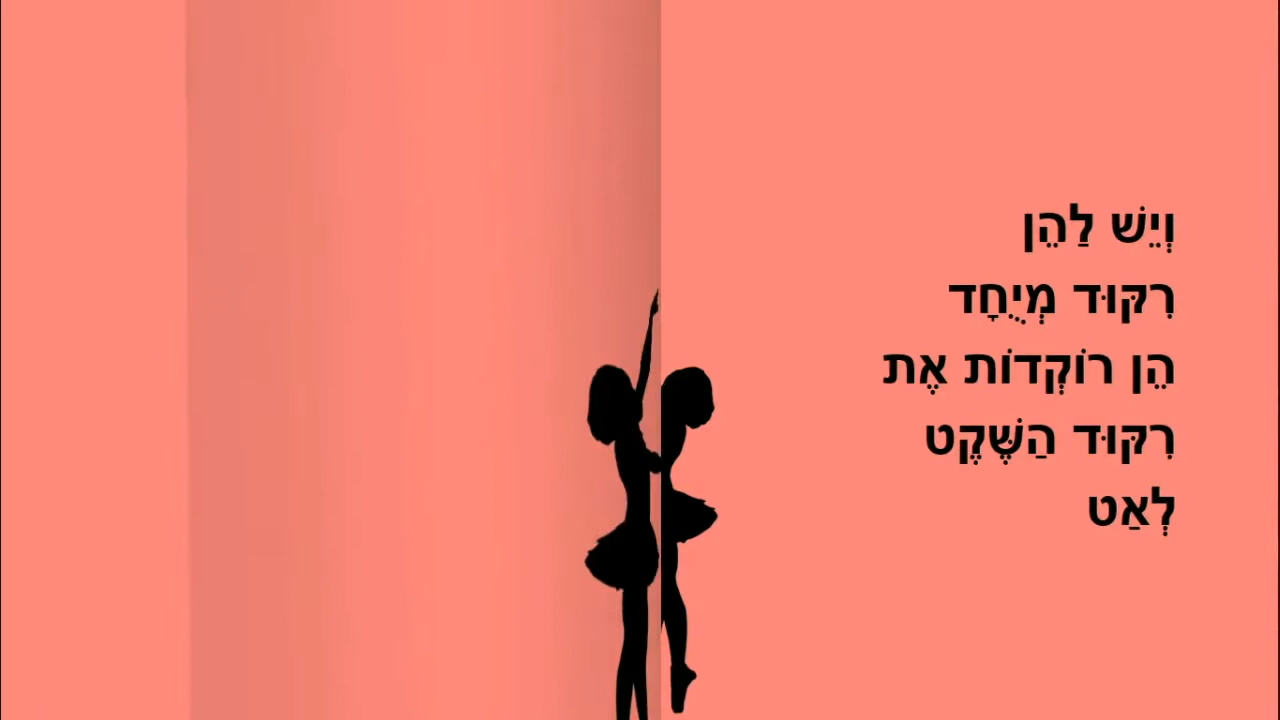 וְיֵשׁ לַהֵן
רִקּוּד מְיֻחָד
הֵן רוֹקְדוֹת אֶת
רִקּוּד הַשֶּׁקֶט
לְאַט